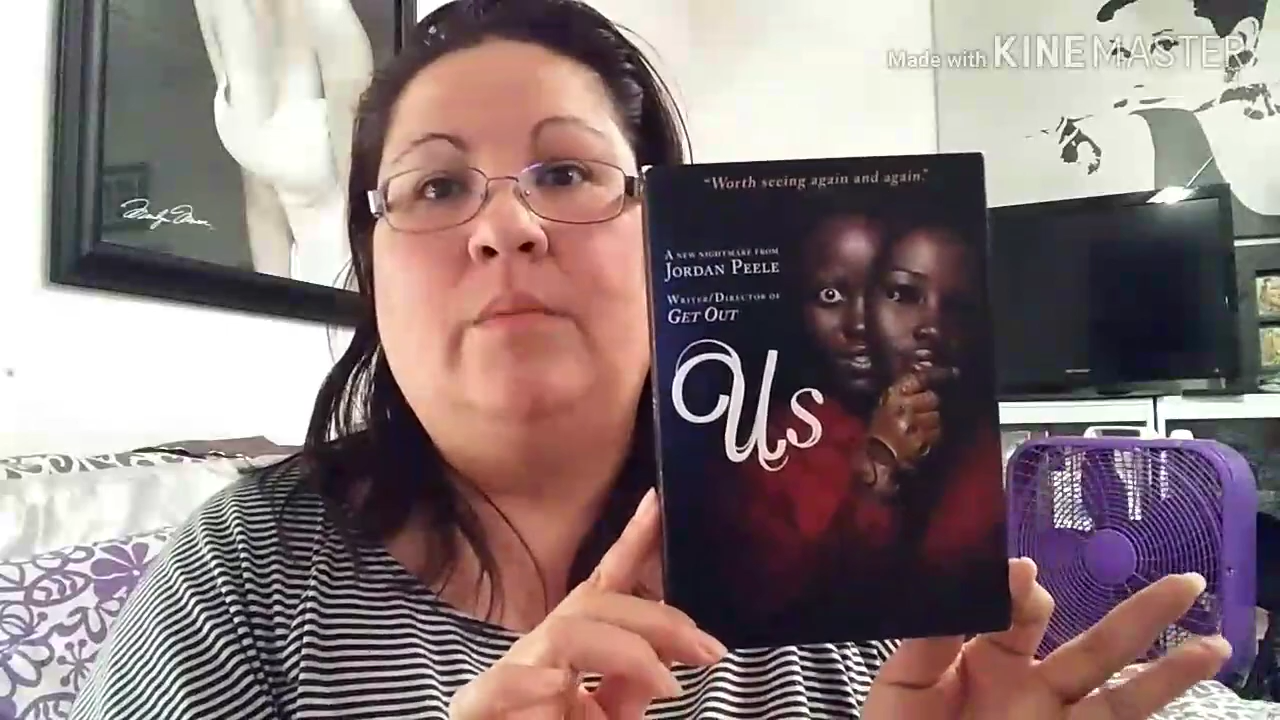 Made with KINEMASTER
"Worth seeing again and again."
A NEW NIGHTMARE FROM
JORDAN PEELE
WRITER/DIRECTOR OF
GET OUT
Us